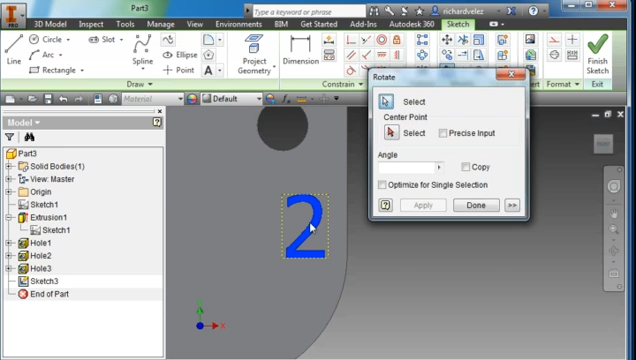 Part3
Type a keyword or phrase
richardvelez
PRO
3D Model Inspect Tools Manage View Environments BIM Get Started Add-Ins Autodesk 360 Sketch
Line
Circle
Arc
Rectangle
Slot
Spline
Ellipse
Point
Project
Geometry
Dimension
Finish
Sketch
Draw
Constrain
Format
Exit
Material
Default
Model
Part3
Solid Bodies(1)
View: Master
Origin
Sketch1
Extrusion1
Sketch1
Hole1
Hole2
Hole3
Sketch3
End of Part
2
Y
X
Rotate
Select
Center Point
Select
Precise Input
Angle
Copy
Optimize for Single Selection
Apply
Done
>>